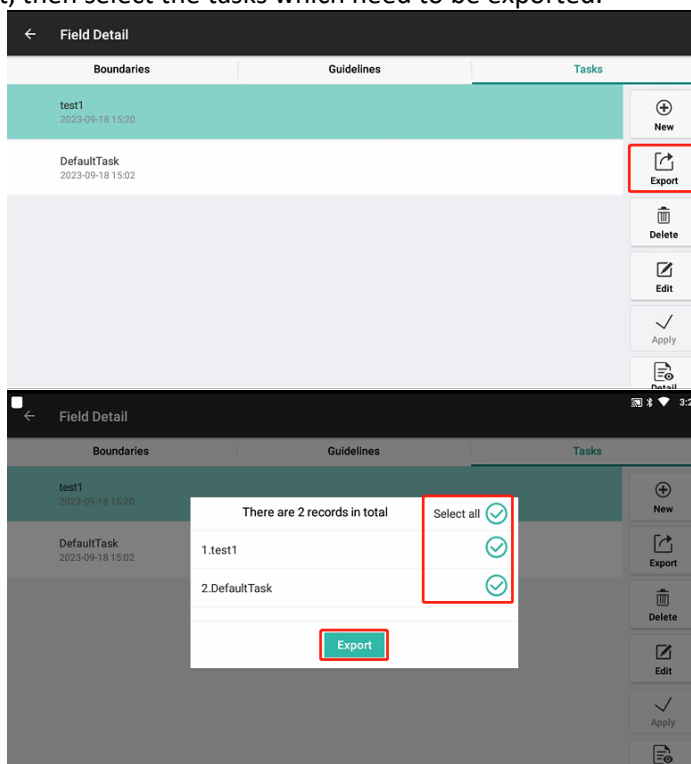 then select the tasks which need to be exported.
Field Detail
Boundaries Guidelines Tasks
test1
2023-09-18 15:20
New
DefaultTask
2023-09-18 15:02
Export
Delete
Edit
Apply
Detail
Field Detail
Boundaries Guidelines Tasks
test1
2023-09-18 15:20
New
There are 2 records in total Select all
1.test1
DefaultTask
2023-09-18 15:02
Export
2.DefaultTask
Delete
Export
Edit
Apply